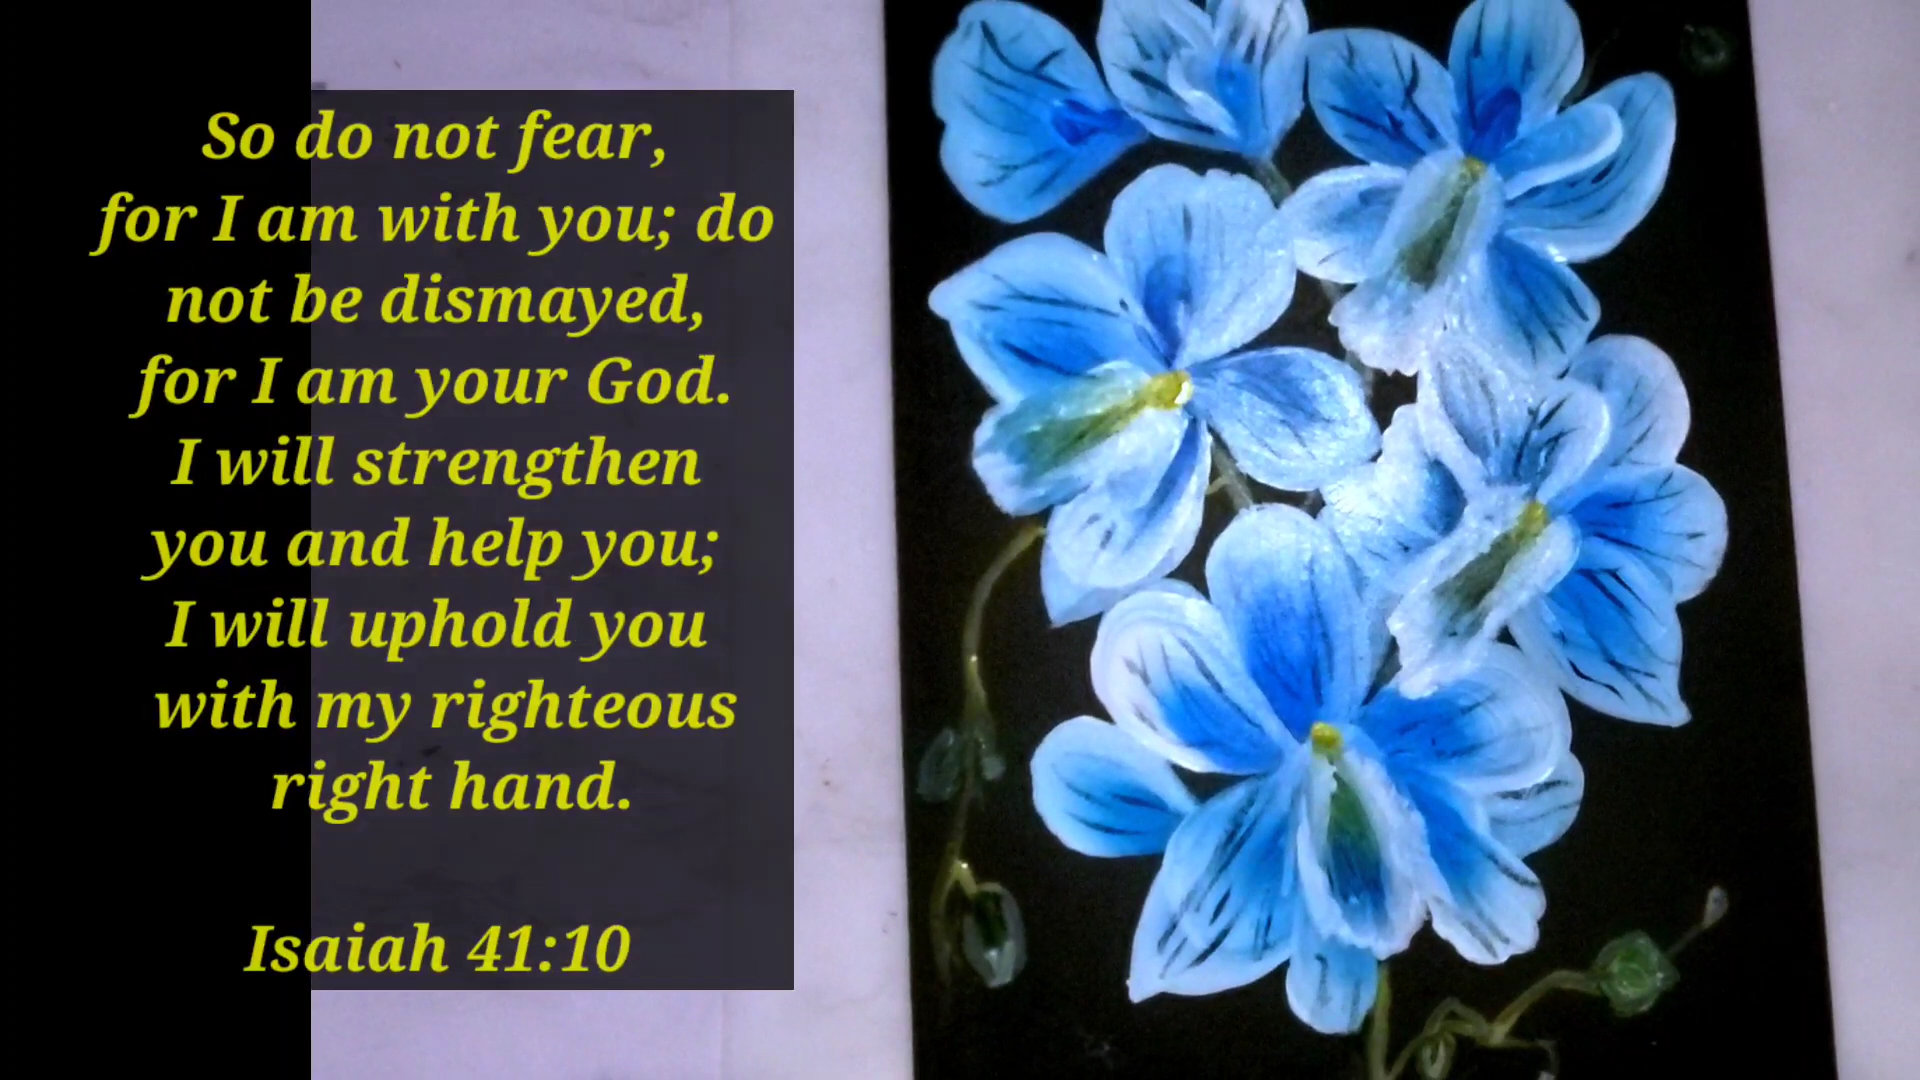 So do not fear,
for I am with you; do
not be dismayed,
for I am your God.
I will strengthen
you and help you;
I will uphold you
with my righteous
right hand.
Isaiah 41:10